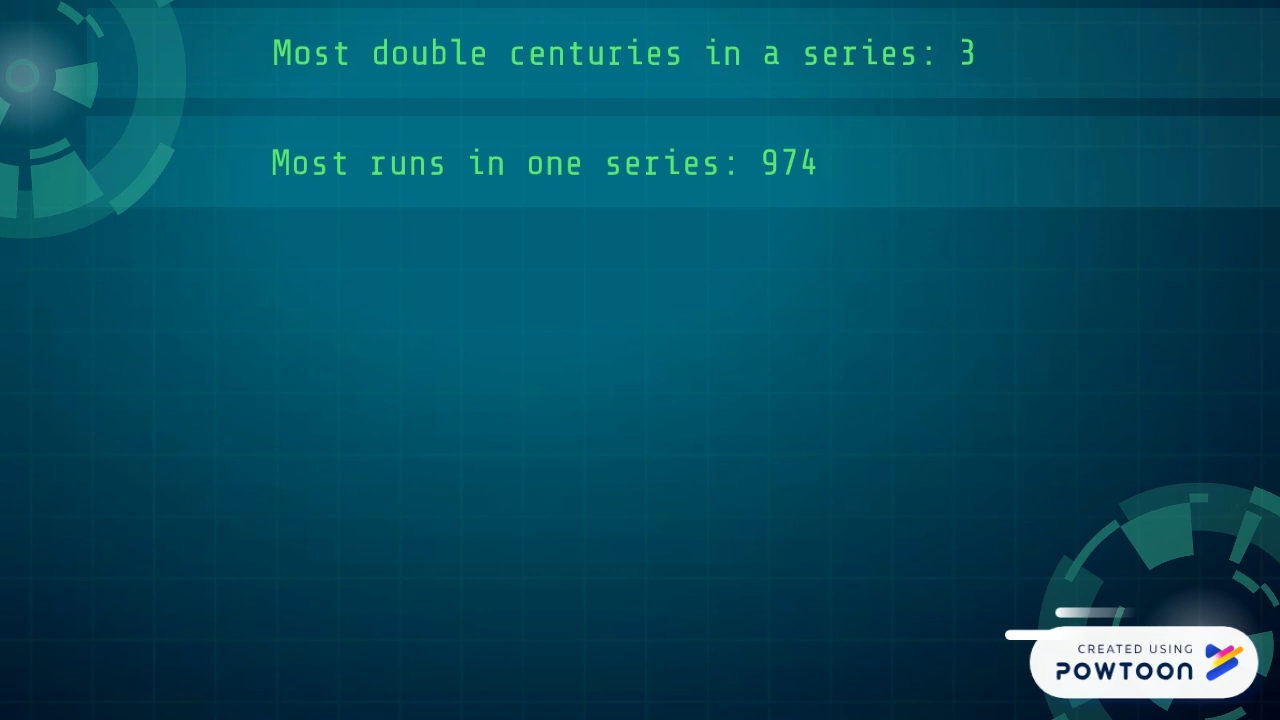 Most double centuries in a series: 3
Most runs in one series: 974
CREATED USING
POWTOON